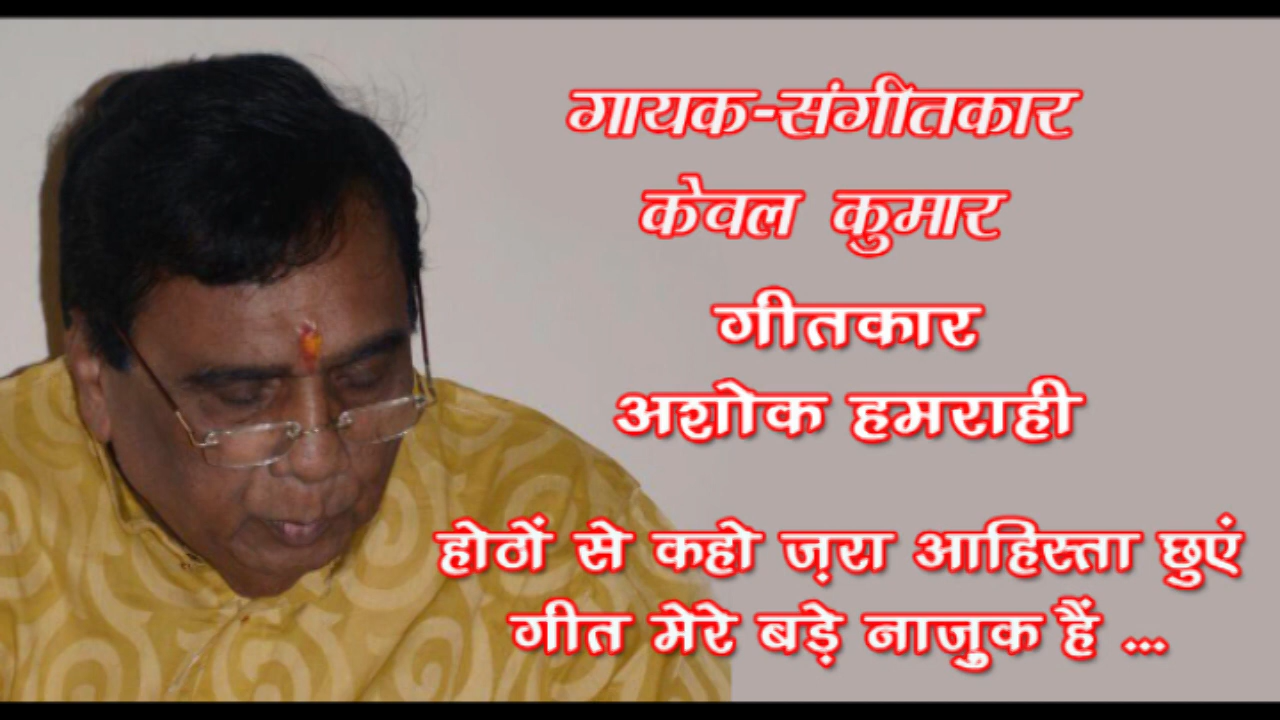 गायक-संगीतकार
केवल कुमार
गीतकार
अशोक हमराही
होठों से कहो ज़रा आहिस्ता छुएं
गीत मेरे बड़े नाजुक हैं ...